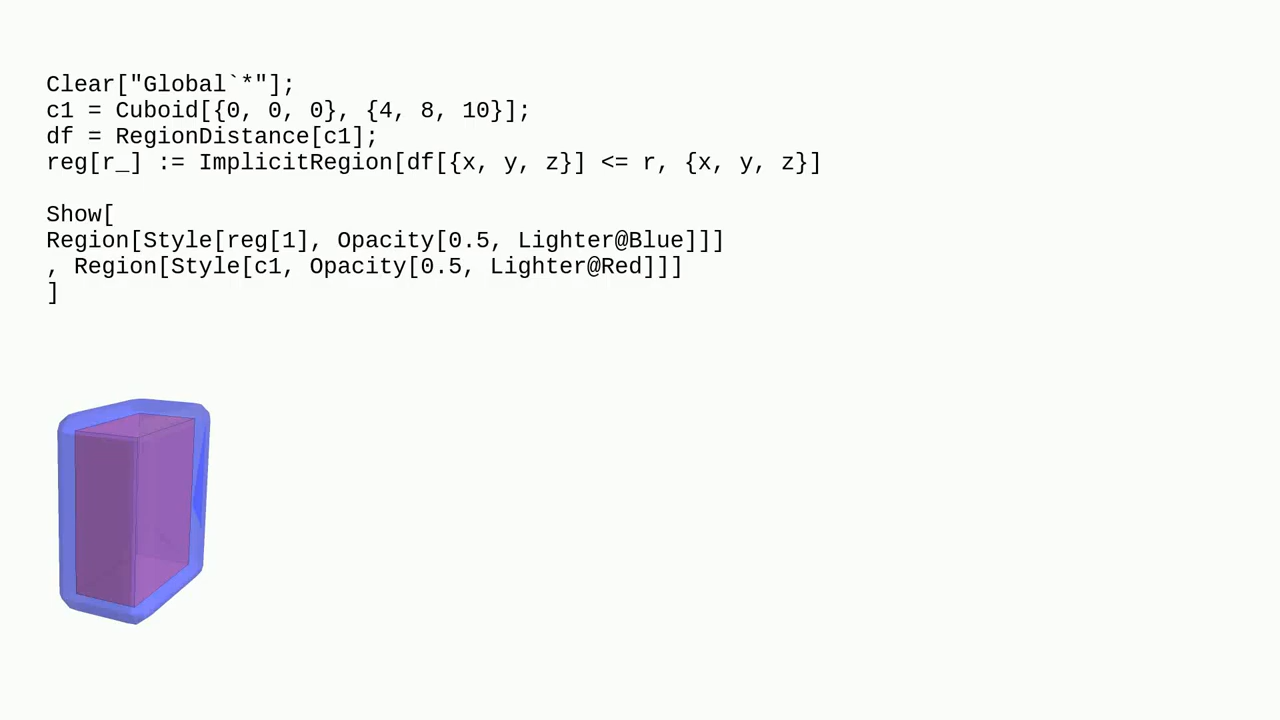 Clear["Global`*"];
c1 = Cuboid[{0, 0, 0}, {4, 8, 10}];
df = RegionDistance[c1];
reg[r_] := ImplicitRegion[df[{x, y, z}] <= r, {x, y, z}]
Show[
Region[Style[reg[1], Opacity[0.5, Lighter@Blue]]]
, Region[Style[c1, Opacity[0.5, Lighter@Red]]]
]